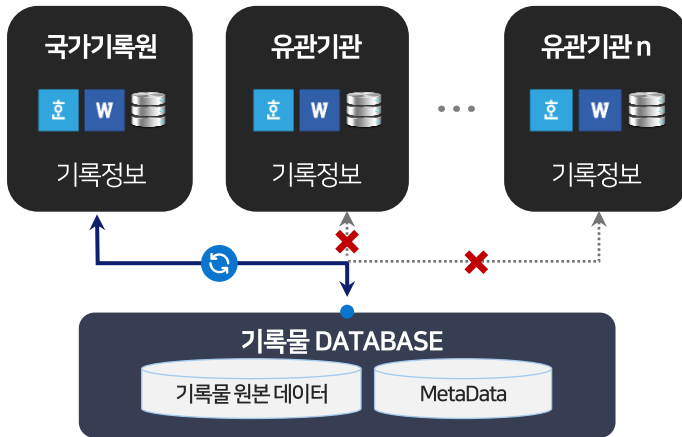 국가기록원
유관기관
유관기관 n
호 W
호 W
...
호 W
기록정보
기록정보
기록정보
기록물 DATABASE
기록물 원본 데이터
MetaData